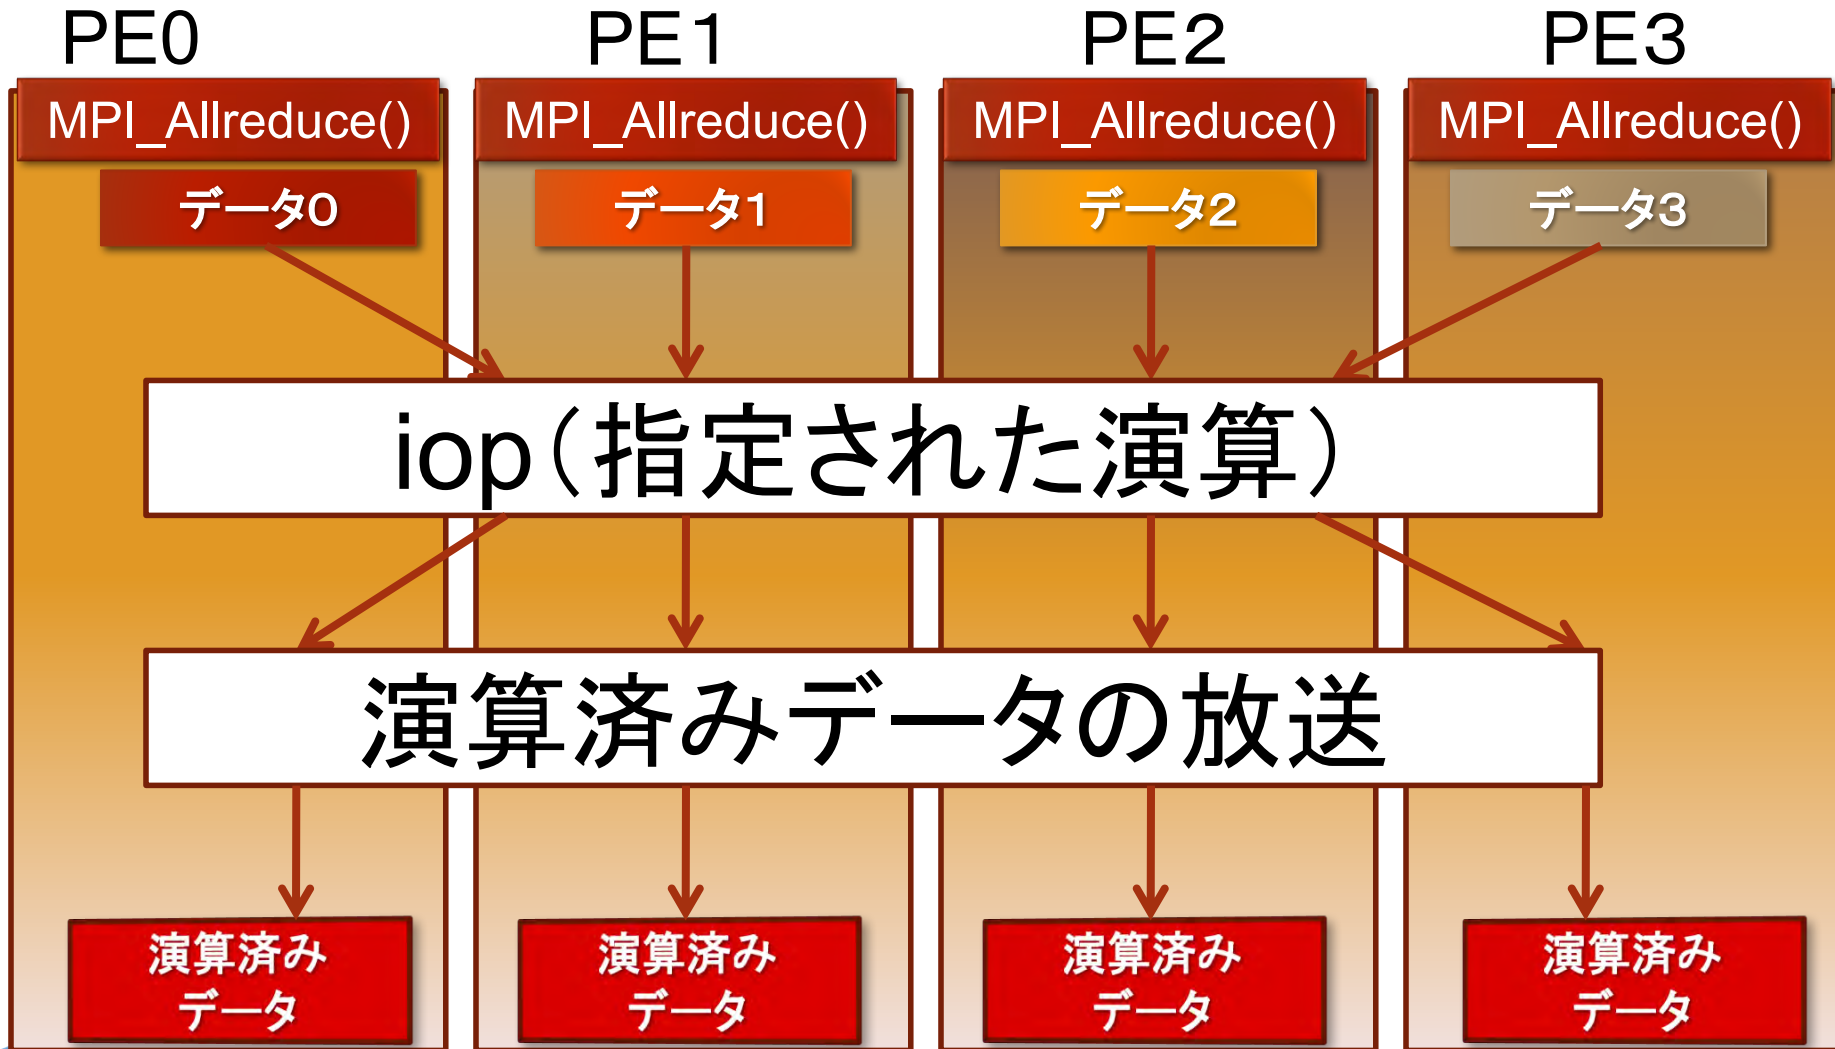 PE0 PE1 PE2 PE3
MPI_Allreduce() MPI_Allreduce() MPI_Allreduce() MPI_Allreduce()
データ0 データ1 データ2 データ3
iop（指定された演算）
演算済みデータの放送
演算済み 演算済み 演算済み 演算済み
データ データ データ データ